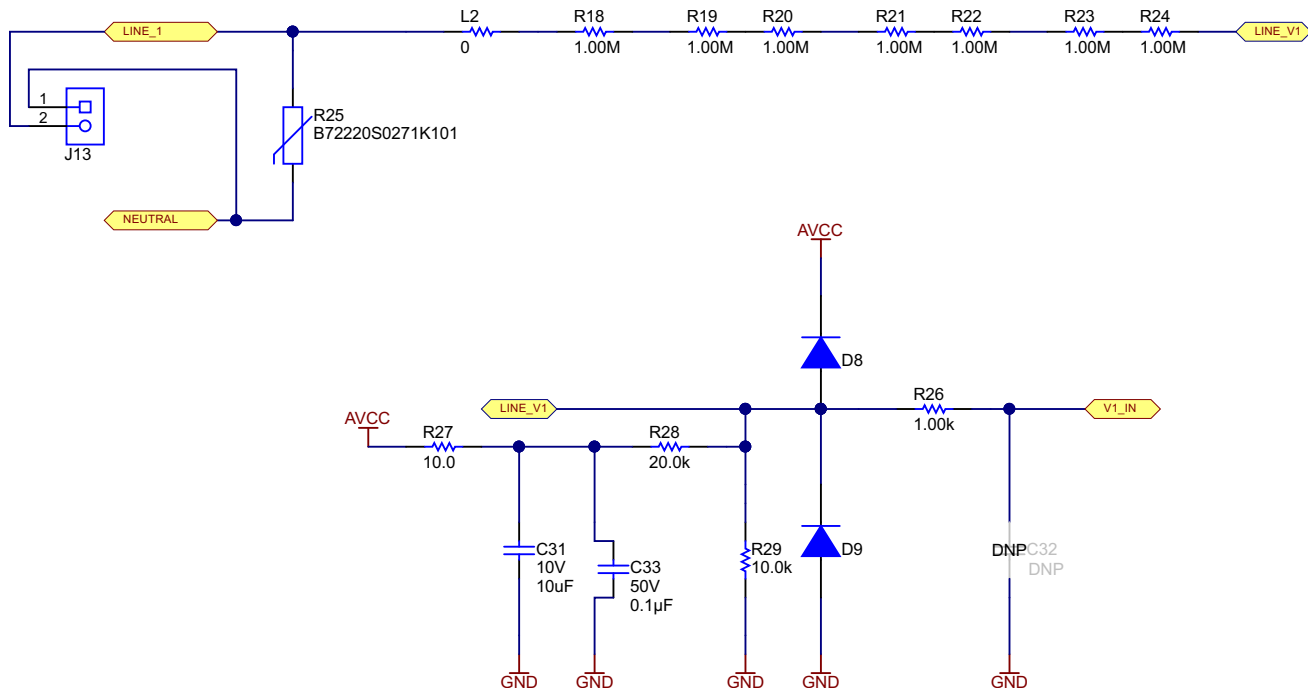 LINE_1
L2
0
R18
1.00M
R19
1.00M
R20
1.00M
R21
1.00M
R22
1.00M
R23
1.00M
R24
1.00M
LINE_V1
1
2
J13
R25
B72220S0271K101
NEUTRAL
AVCC
D8
LINE_V1
R26
1.00k
V1_IN
AVCC
R27
10.0
R28
20.0k
C31
10V
10uF
C33
50V
0.1µF
R29
10.0k
D9
DNP
C32
DNP
GND
GND
GND
GND
GND